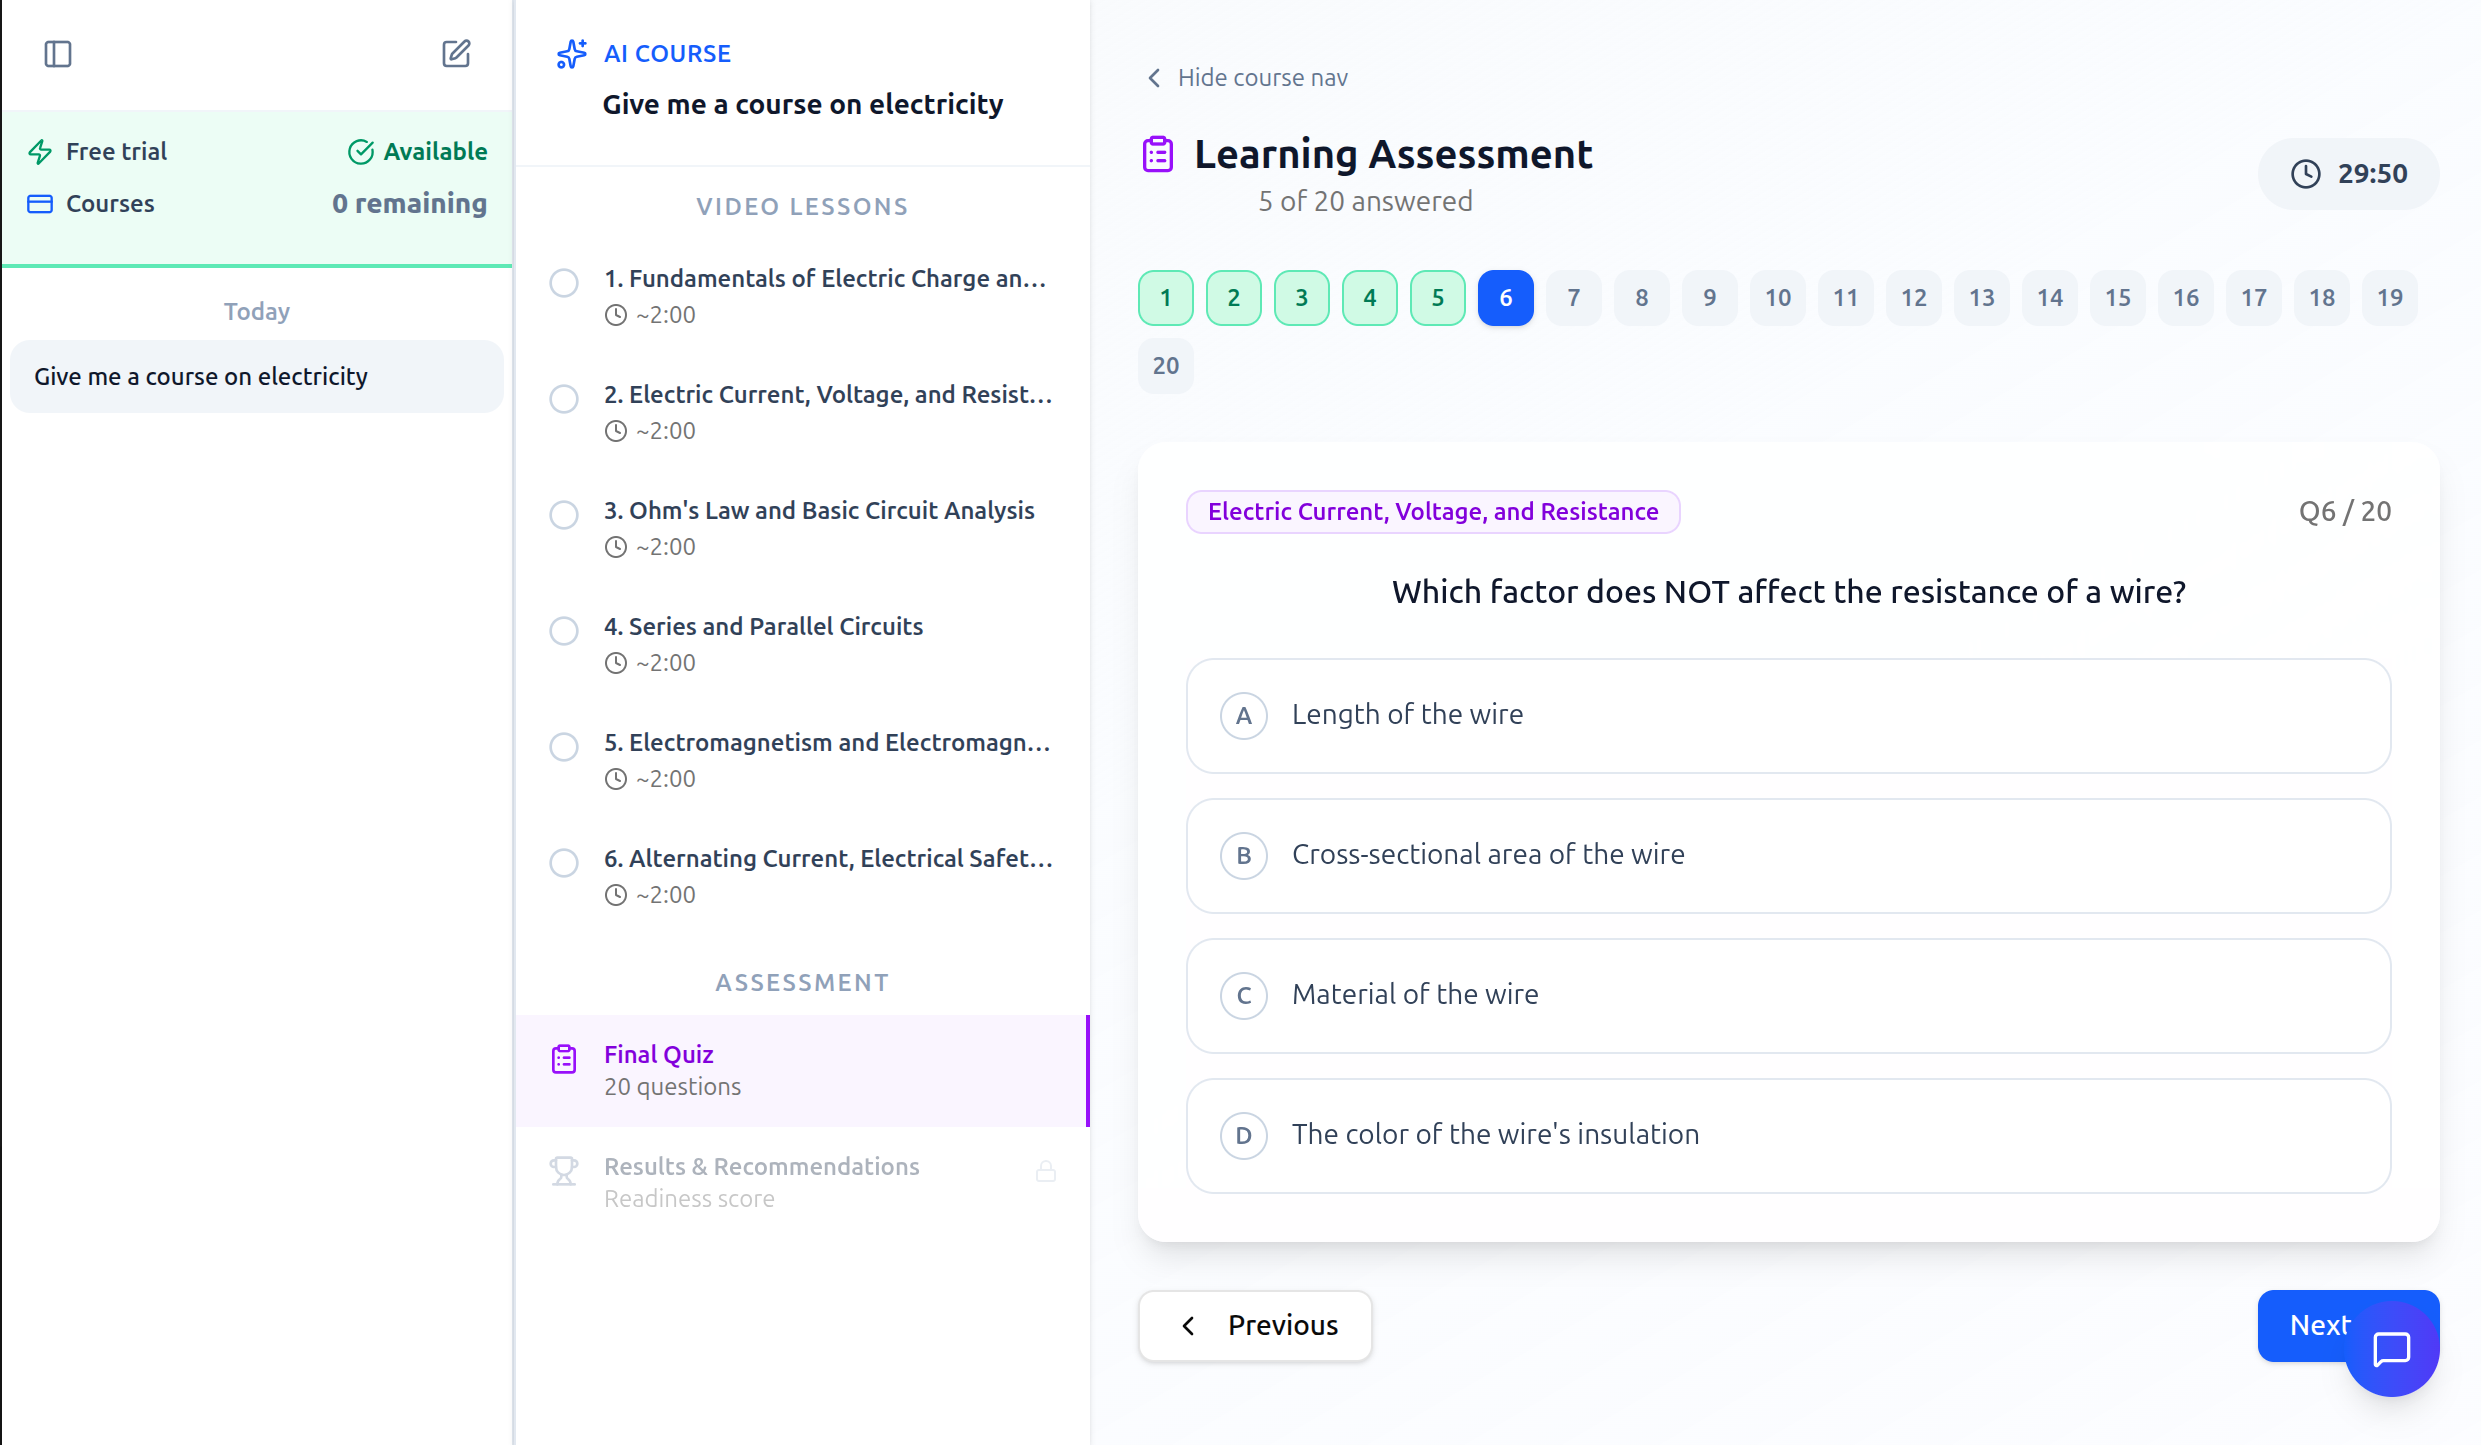 Free trial
Available
Courses
0 remaining
Today
Give me a course on electricity
AI COURSE
Give me a course on electricity
VIDEO LESSONS
1. Fundamentals of Electric Charge an...
~2:00
2. Electric Current, Voltage, and Resist...
~2:00
3. Ohm's Law and Basic Circuit Analysis
~2:00
4. Series and Parallel Circuits
~2:00
5. Electromagnetism and Electromagn...
~2:00
6. Alternating Current, Electrical Safet...
~2:00
ASSESSMENT
Final Quiz
20 questions
Results & Recommendations
Readiness score
Hide course nav
Learning Assessment
5 of 20 answered
29:50
1 2 3 4 5 6 7 8 9 10 11 12 13 14 15 16 17 18 19
20
Electric Current, Voltage, and Resistance
Q6 / 20
Which factor does NOT affect the resistance of a wire?
A Length of the wire
B Cross-sectional area of the wire
C Material of the wire
D The color of the wire's insulation
Previous
Next